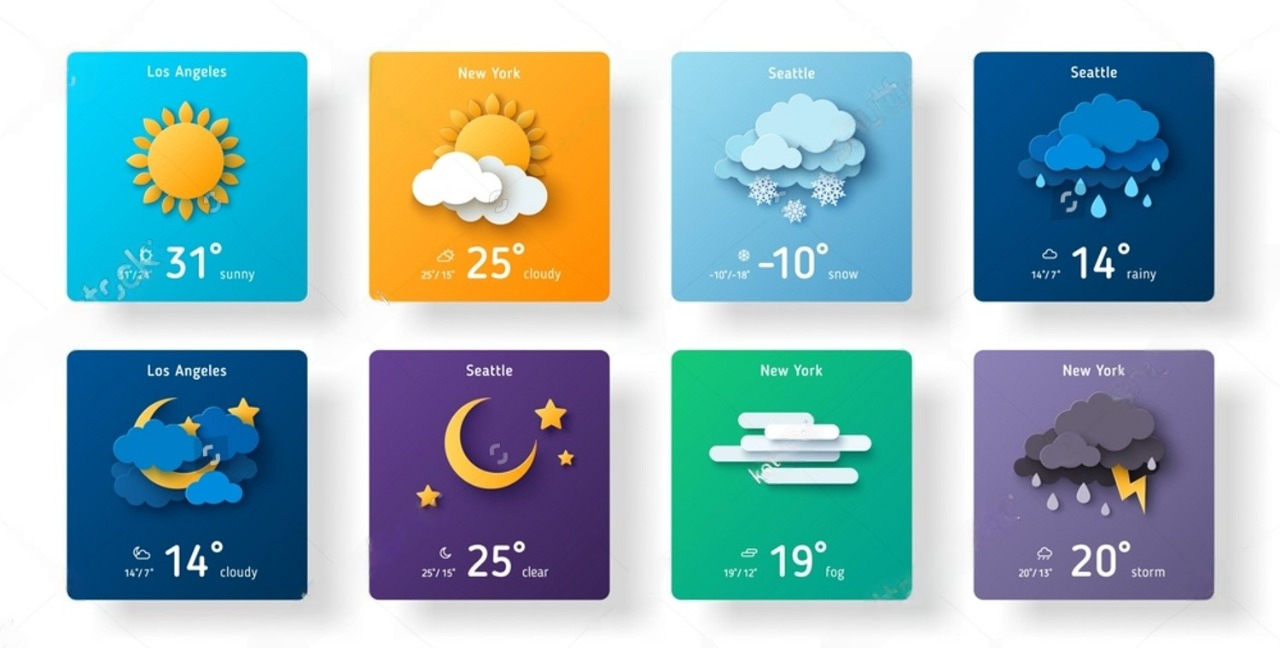 Los Angeles
31°
31°/24°
sunny
New York
25°
25°/15°
cloudy
Seattle
-10°
-10°/-18°
snow
Seattle
14°
14°/7°
rainy
Los Angeles
14°
14°/7°
cloudy
Seattle
25°
25°/15°
clear
New York
19°
19°/12°
fog
New York
20°
20°/13°
storm